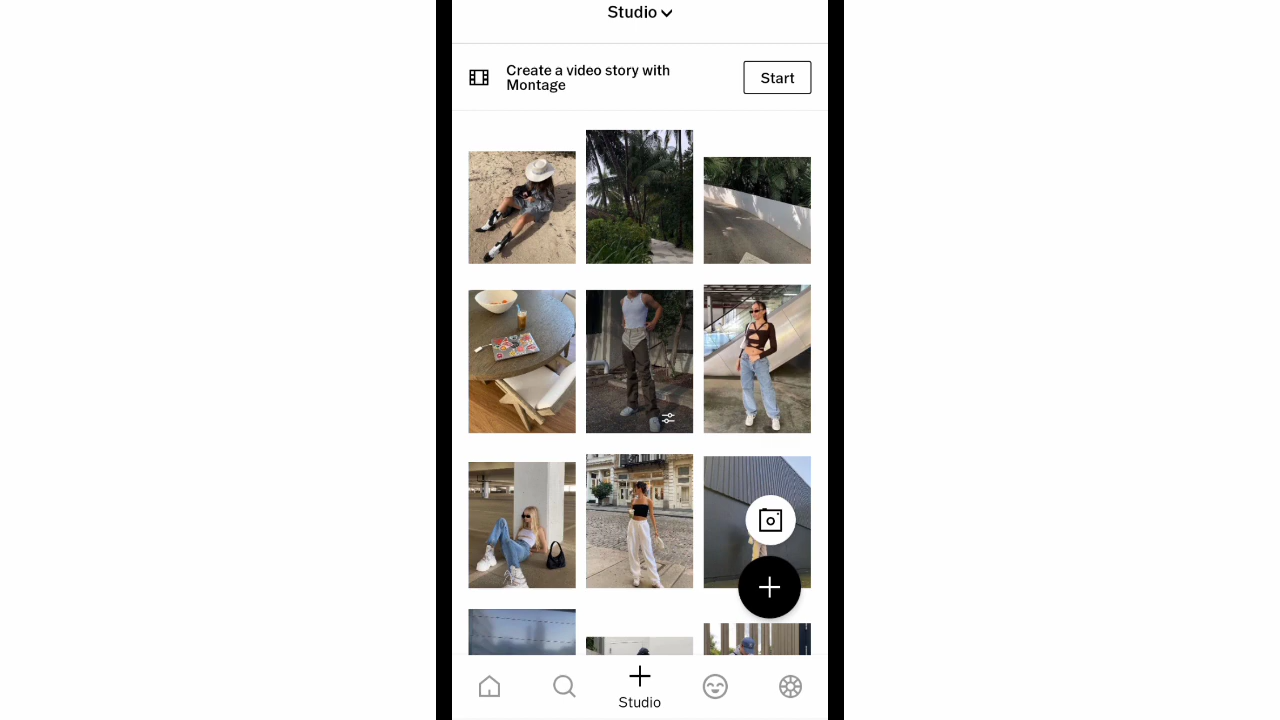 Studio
Create a video story with
Montage
Start
Studio